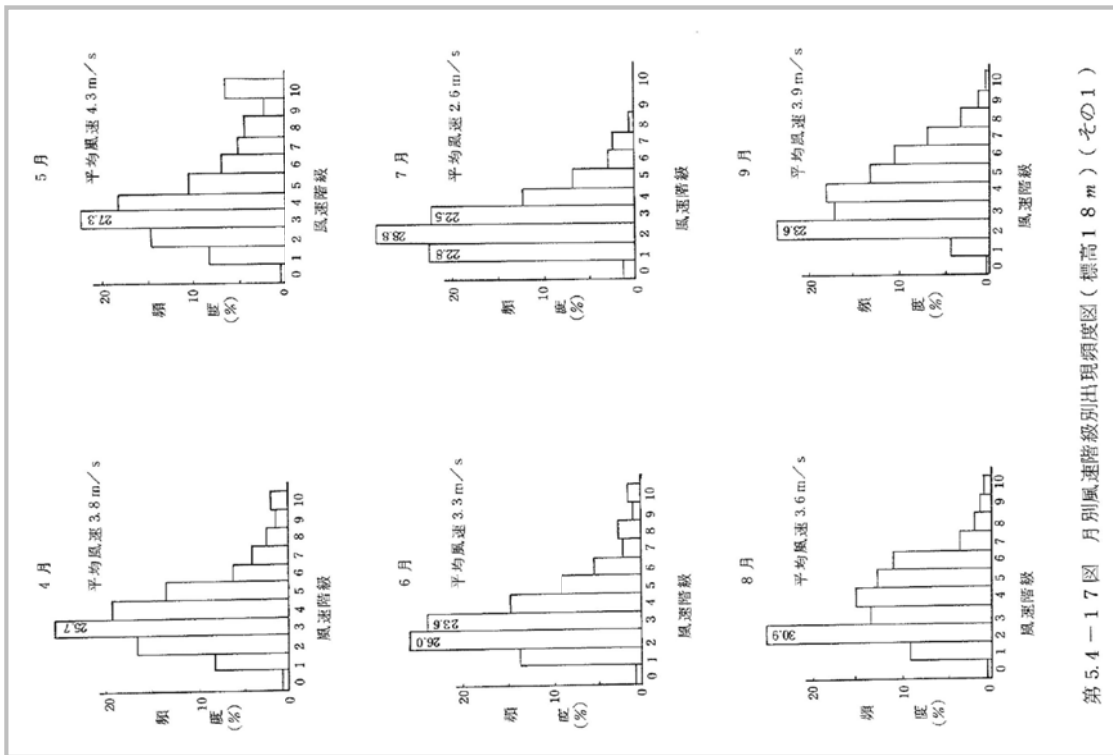 4月
平均風速 3.8 m/s
20
10
0
頻
度
(%)
25.7
0 1 2 3 4 5 6 7 8 9 10
風速階級
5月
平均風速 4.3 m/s
20
10
0
頻
度
(%)
27.3
0 1 2 3 4 5 6 7 8 9 10
風速階級
6月
平均風速 3.3 m/s
20
10
0
頻
度
(%)
26.0
23.6
0 1 2 3 4 5 6 7 8 9 10
風速階級
7月
平均風速 2.6 m/s
20
10
0
頻
度
(%)
22.8
28.8
22.5
0 1 2 3 4 5 6 7 8 9 10
風速階級
8月
平均風速 3.6 m/s
20
10
0
頻
度
(%)
30.9
0 1 2 3 4 5 6 7 8 9 10
風速階級
9月
平均風速 3.9 m/s
20
10
0
頻
度
(%)
23.6
0 1 2 3 4 5 6 7 8 9 10
風速階級
第5.4-17図 月別風速階級別出現頻度図(標高18m)(その1)